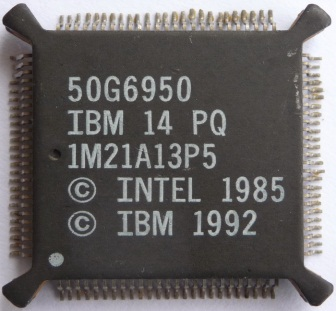 50G6950
IBM 14 PQ
1M21A13P5
© INTEL 1985
© IBM 1992